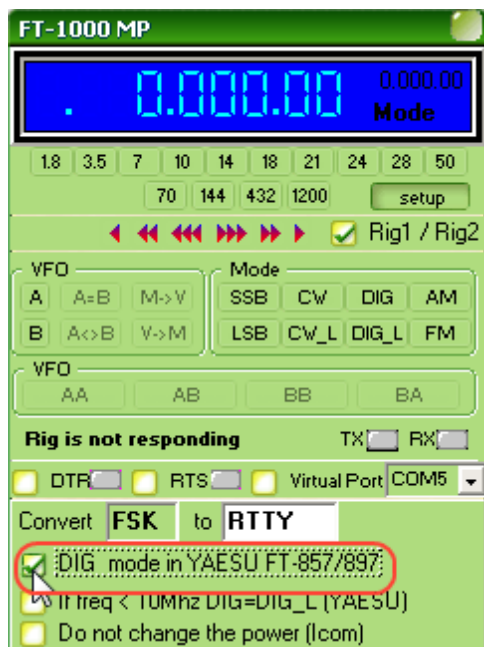 FT-1000 MP
0.000.00
. 0.000.00
Mode
1.8 3.5 7 10 14 18 21 24 28 50
70 144 432 1200 setup
Rig1 / Rig2
VFO Mode
A A=B M->V SSB CW DIG AM
B A<>B V->M LSB CW_L DIG_L FM
VFO
AA AB BB BA
Rig is not responding TX RX
DTR RTS Virtual Port COM5
Convert FSK to RTTY
DIG mode in YAESU FT-857/897
If freq < 10Mhz DIG=DIG_L (YAESU)
Do not change the power (Icom)